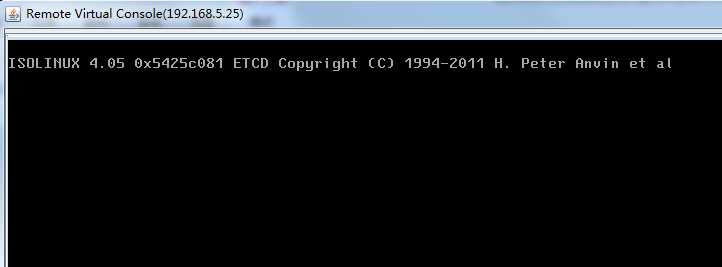 Remote Virtual Console(192.168.5.25)
ISOLINUX 4.05 0x5425c081 ETCD Copyright (C) 1994-2011 H. Peter Anvin et al